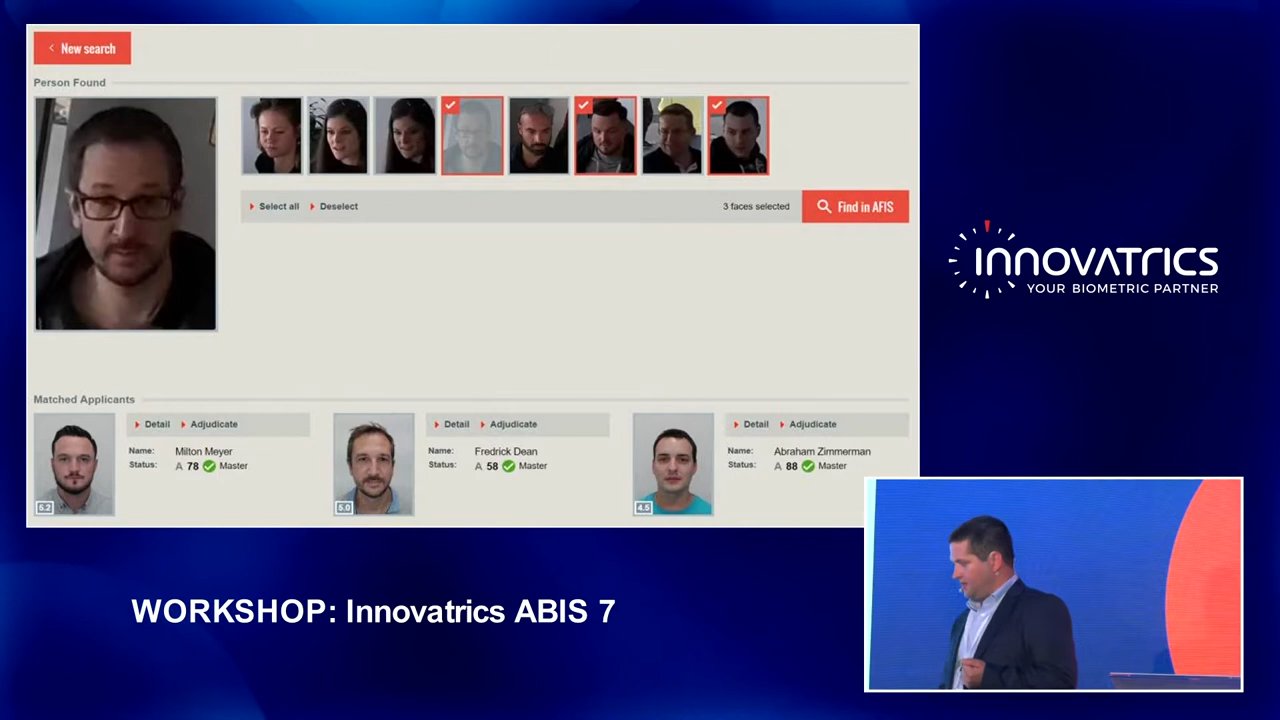 New search
Person Found
Select all
Deselect
3 faces selected
Find in AFIS
INNOVATRICS
YOUR BIOMETRIC PARTNER
Matched Applicants
Detail
Adjudicate
Name: Milton Meyer
Status: A 78 Master
5.2
Detail
Adjudicate
Name: Fredrick Dean
Status: A 58 Master
5.0
Detail
Adjudicate
Name: Abraham Zimmerman
Status: A 88 Master
4.5
WORKSHOP: Innovatrics ABIS 7